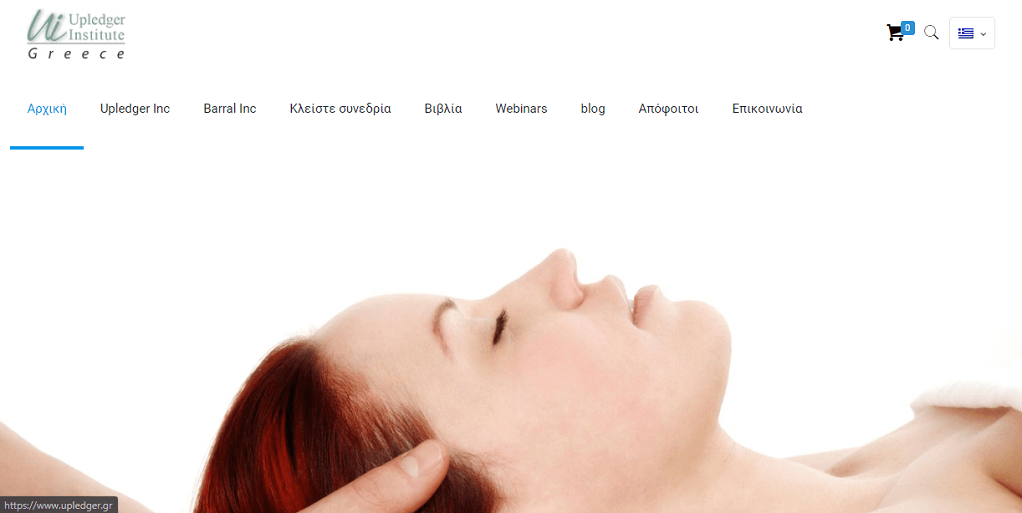 Upledger
Institute
Greece
0
Αρχική Upledger Inc Barral Inc Κλείστε συνεδρία Βιβλία Webinars blog Απόφοιτοι Επικοινωνία
https://www.upledger.gr